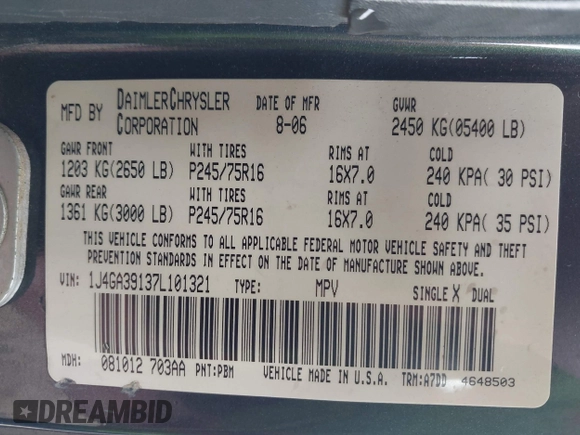 MFD BY DAIMLERCHRYSLER CORPORATION DATE OF MFR 8-06 GVWR 2450 KG(05400 LB)
GAWR FRONT WITH TIRES RIMS AT COLD
1203 KG(2650 LB) P245/75R16 16X7.0 240 KPA( 30 PSI)
GAWR REAR WITH TIRES RIMS AT COLD
1361 KG(3000 LB) P245/75R16 16X7.0 240 KPA( 35 PSI)
THIS VEHICLE CONFORMS TO ALL APPLICABLE FEDERAL MOTOR VEHICLE SAFETY AND THEFT
PREVENTION STANDARDS IN EFFECT ON THE DATE OF MANUFACTURE SHOWN ABOVE.
VIN: 1J4GA39137L101321 TYPE: MPV SINGLE X DUAL
MDH: 081012 703AA PNT:PBM VEHICLE MADE IN U.S.A. TRM:A7DD 4648503
DREAMBID